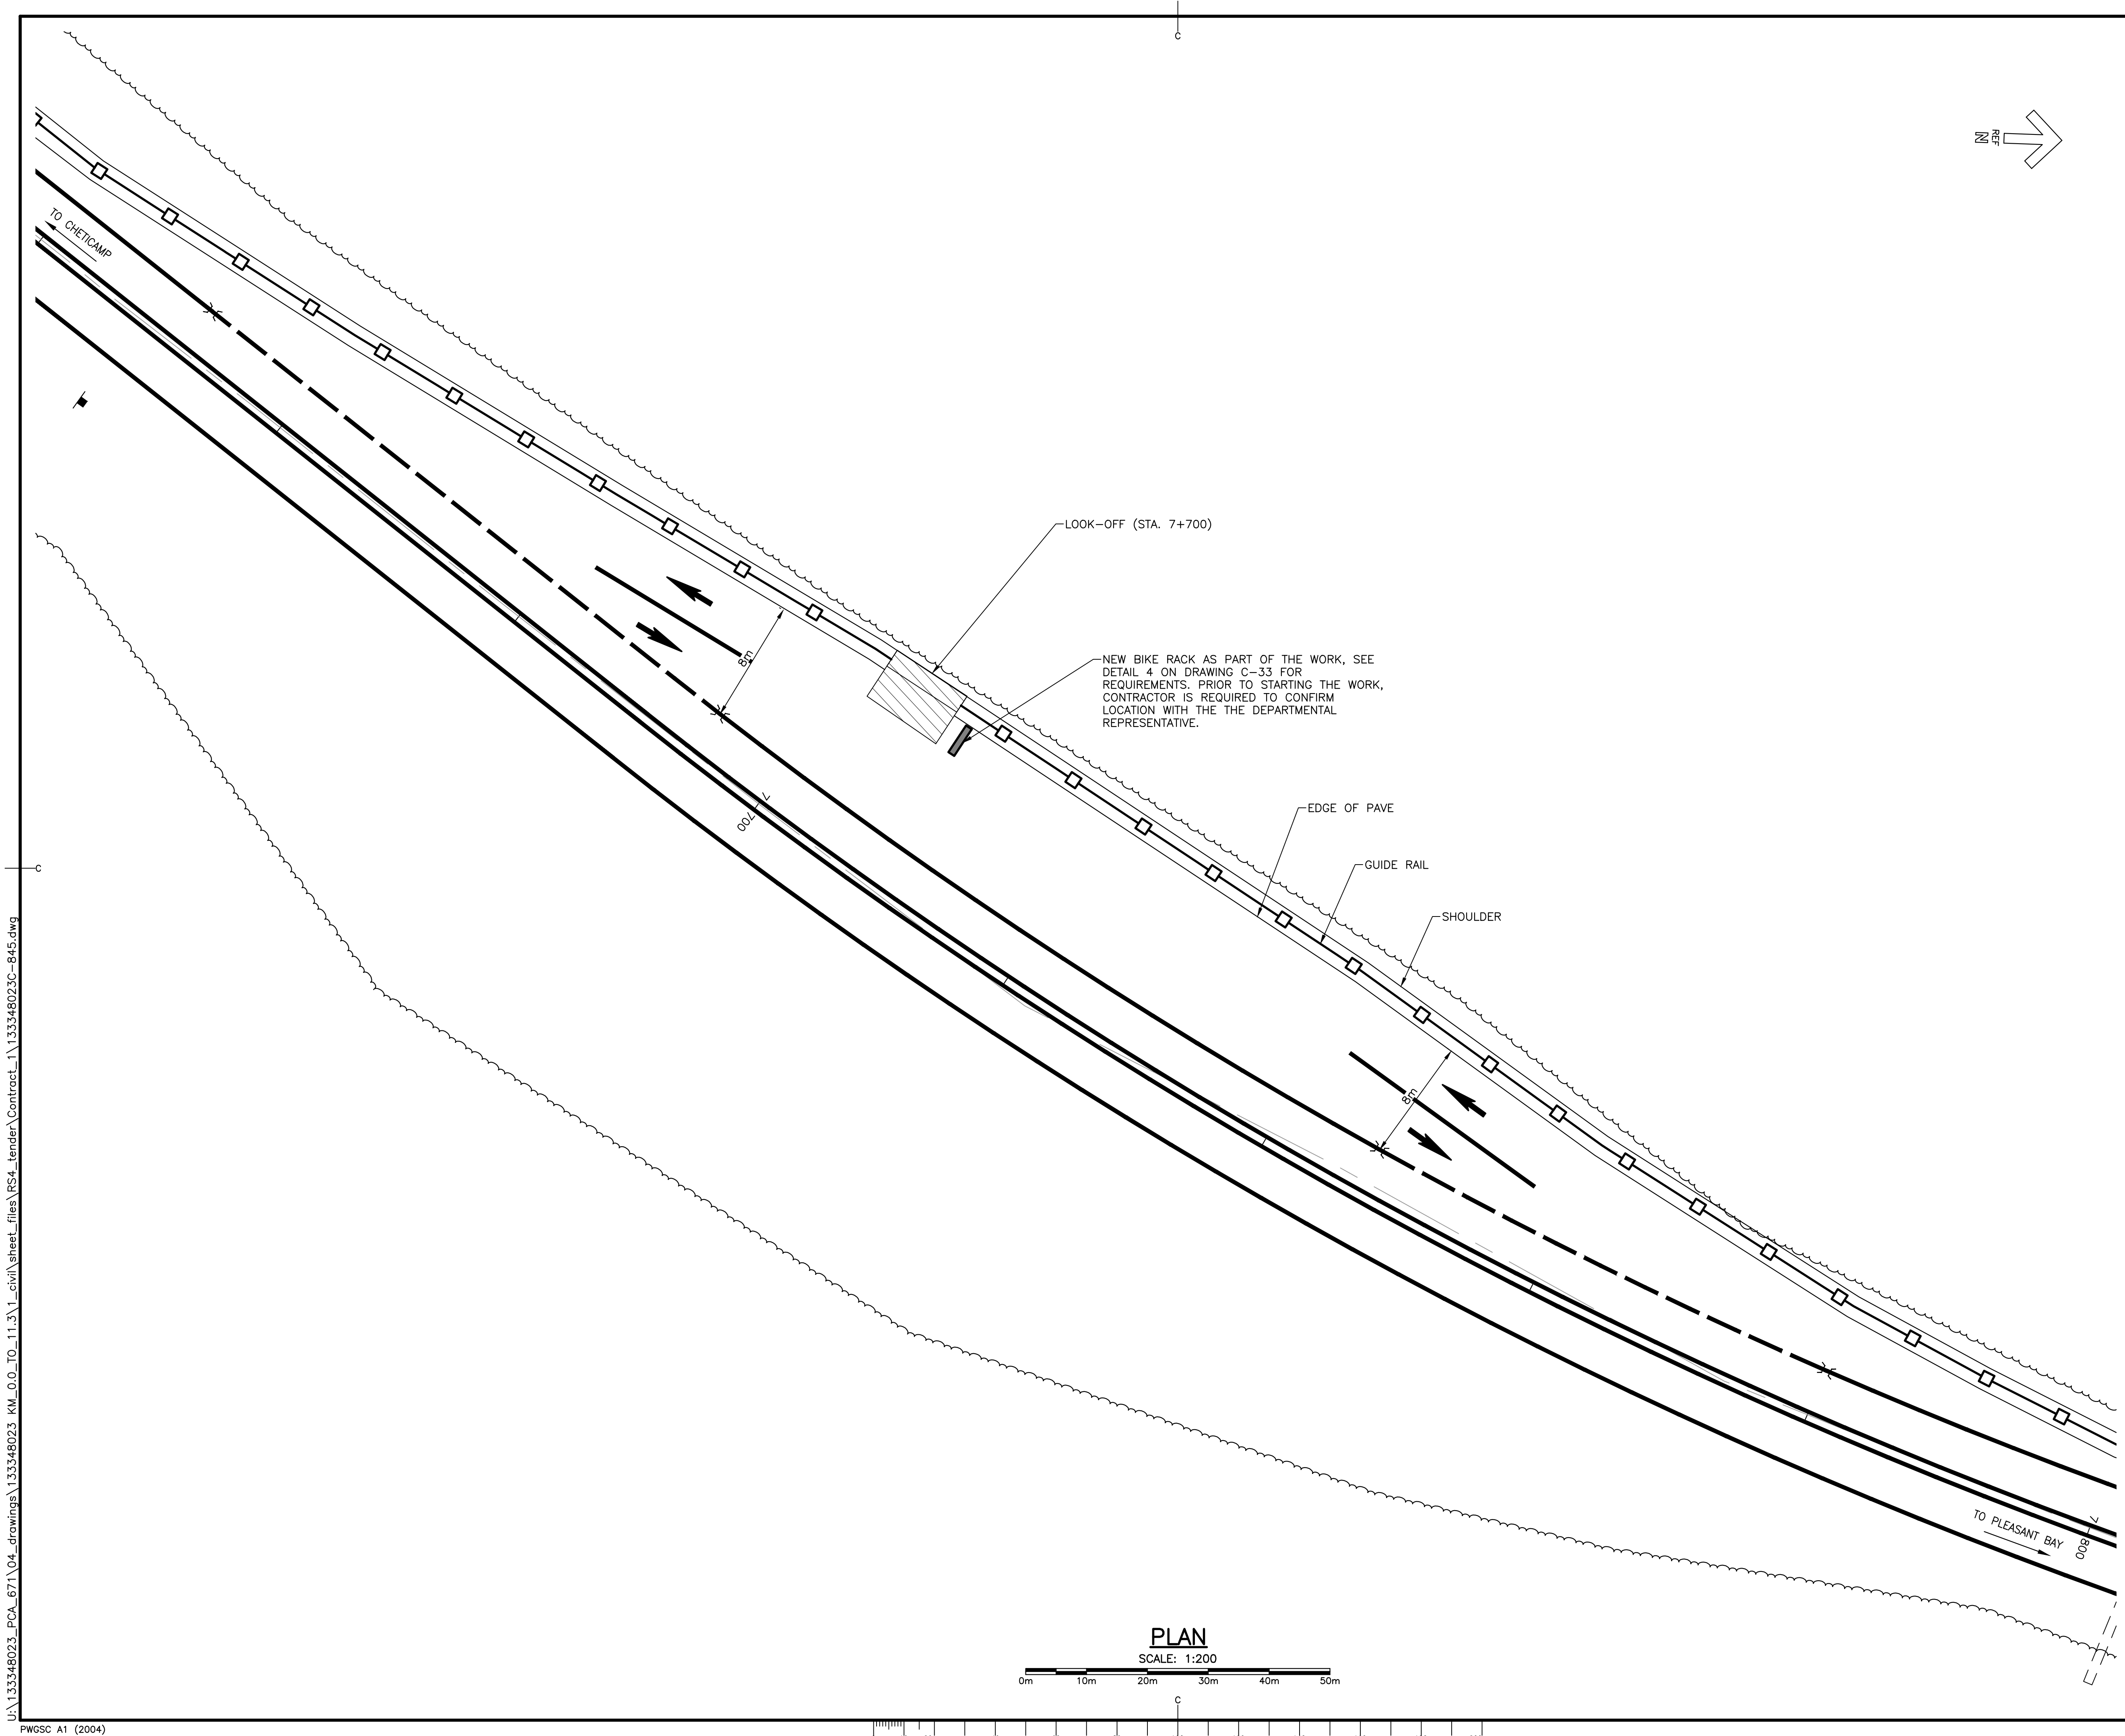 C
REF
N
TO CHETICAMP
LOOK-OFF (STA. 7+700)
NEW BIKE RACK AS PART OF THE WORK, SEE
DETAIL 4 ON DRAWING C-33 FOR
REQUIREMENTS. PRIOR TO STARTING THE WORK,
CONTRACTOR IS REQUIRED TO CONFIRM
LOCATION WITH THE THE DEPARTMENTAL
REPRESENTATIVE.
8m
7
700
EDGE OF PAVE
GUIDE RAIL
C
SHOULDER
8m
TO PLEASANT BAY
7
800
PLAN
SCALE: 1:200
0m 10m 20m 30m 40m 50m
C
U:\133348023_PCA_671\04_drawings\133348023 KM_0.0_TO_11.3\1_civil\sheet_files\RS4_tender\Contract_1\133348023C-845.dwg
PWGSC A1 (2004)